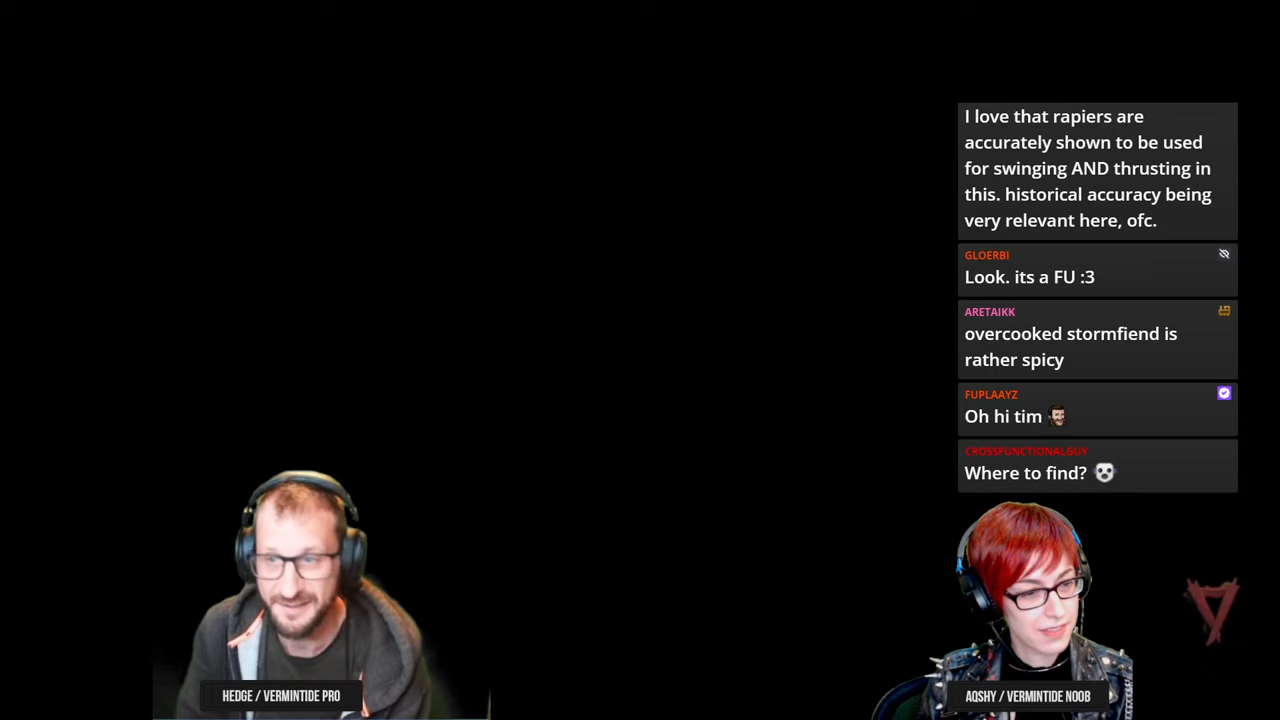 I love that rapiers are
accurately shown to be used
for swinging AND thrusting in
this. historical accuracy being
very relevant here, ofc.
GLOERBI
Look. its a FU :3
ARETAIKK
overcooked stormfiend is
rather spicy
FUPLAAYZ
Oh hi tim
CROSSFUNCTIONALGUY
Where to find?
HEDGE / VERMINTIDE PRO
AQSHY / VERMINTIDE NOOB